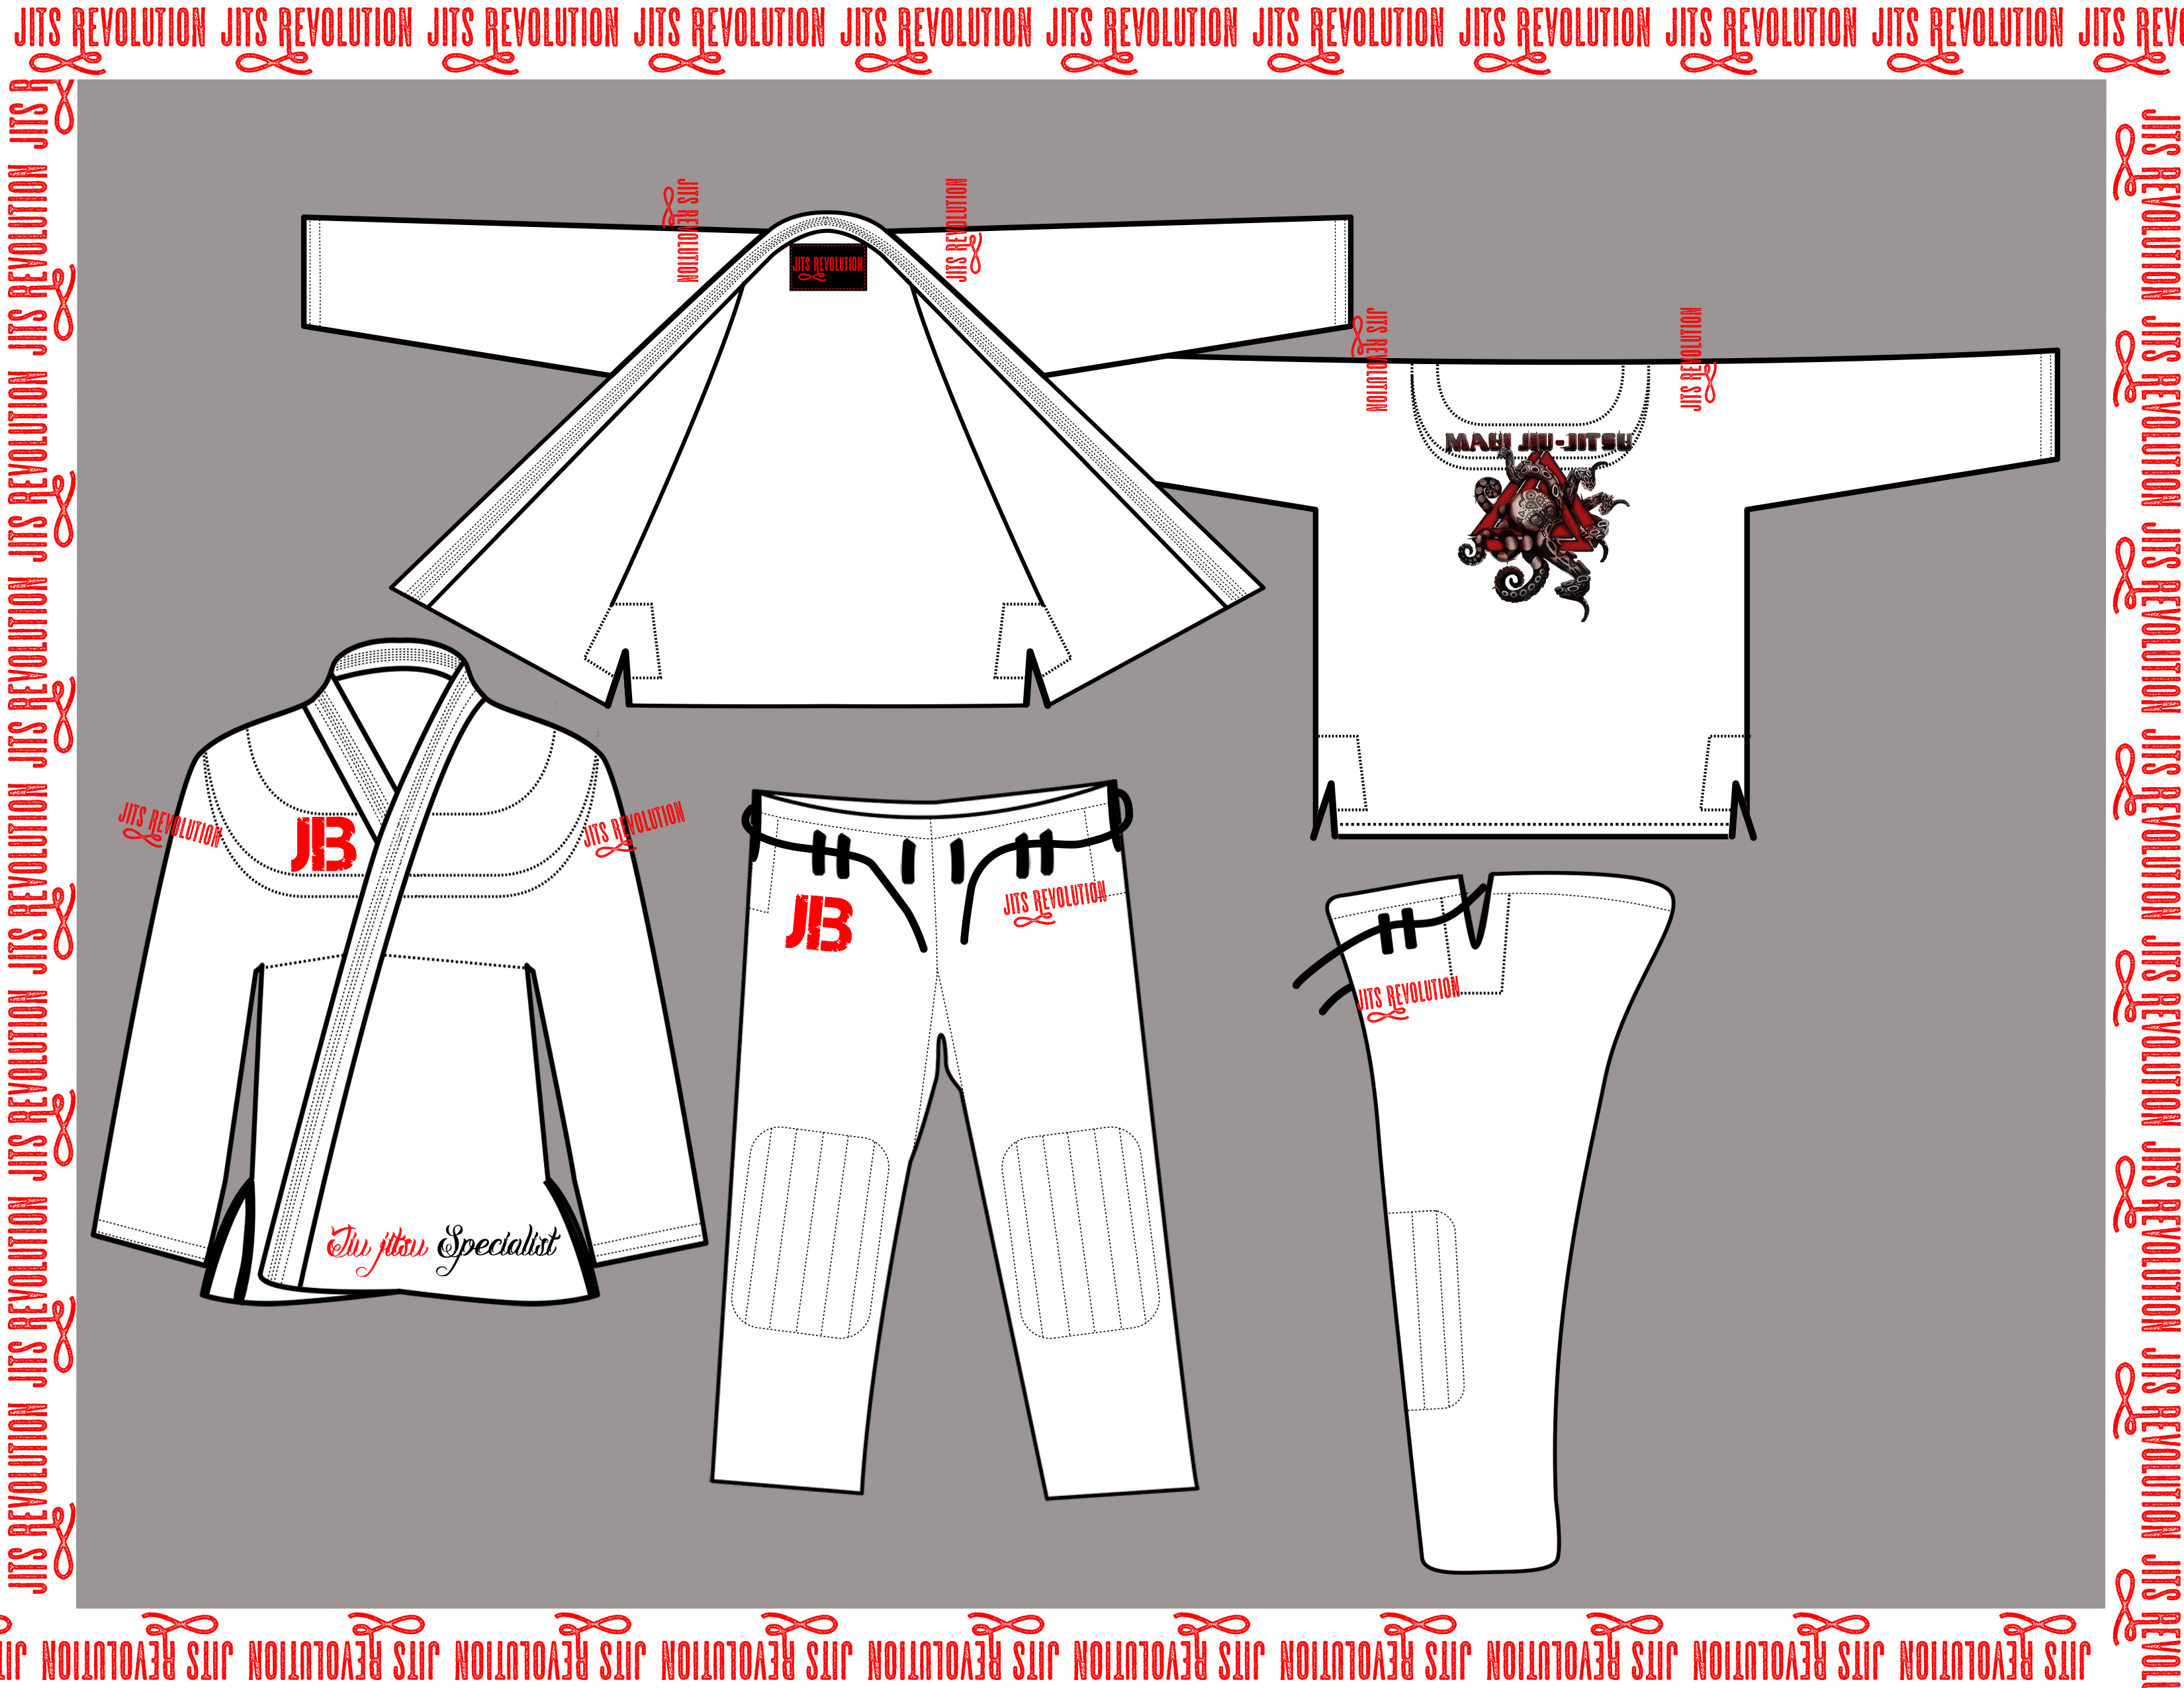 JITS REVOLUTION JITS REVOLUTION JITS REVOLUTION JITS REVOLUTION JITS REVOLUTION JITS REVOLUTION JITS REVOLUTION JITS REVOLUTION JITS REVOLUTION JITS REVOLUTION JITS REV
JITS REVOLUTION JITS REVOLUTION JITS REVOLUTION JITS REVOLUTION JITS REVOLUTION JITS REVOLUTION JITS REVOLUTION JITS R
JITS REVOLUTION JITS REVOLUTION JITS REVOLUTION JITS REVOLUTION JITS REVOLUTION JITS REVOLUTION JITS REVOLUTION JITS REVOL
JITS REVOLUTION
JITS REVOLUTION
JITS REVOLUTION
JITS REVOLUTION
JITS REVOLUTION
MAUI JIU-JITSU
JITS REVOLUTION
JB
JITS REVOLUTION
Jiu jitsu Specialist
JB
JITS REVOLUTION
JITS REVOLUTION
JITS REVOLUTION JITS REVOLUTION JITS REVOLUTION JITS REVOLUTION JITS REVOLUTION JITS REVOLUTION JITS REVOLUTION JITS REVOLUTION JITS REVOLUTION JITS REVOLUTION JI